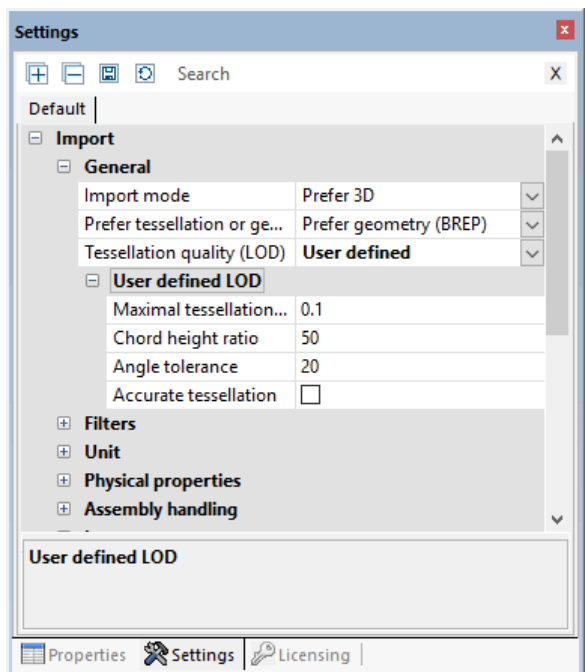 Settings
Search X
Default
Import
General
Import mode Prefer 3D
Prefer tessellation or ge... Prefer geometry (BREP)
Tessellation quality (LOD) User defined
User defined LOD
Maximal tessellation... 0.1
Chord height ratio 50
Angle tolerance 20
Accurate tessellation
Filters
Unit
Physical properties
Assembly handling
User defined LOD
Properties Settings Licensing